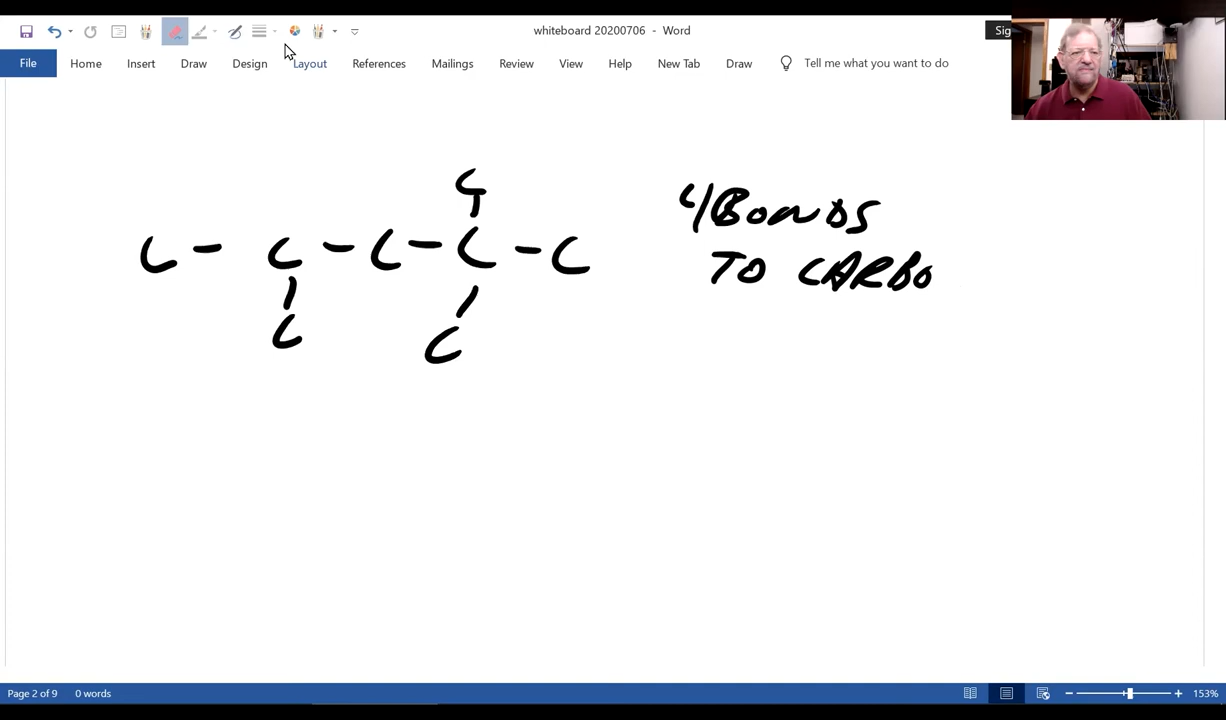 whiteboard 20200706 - Word
Sig
File Home Insert Draw Design Layout References Mailings Review View Help New Tab Draw Tell me what you want to do
C
C - C - C - C - C
C C
4 BONDS
TO CARBO
Page 2 of 9 0 words
153%